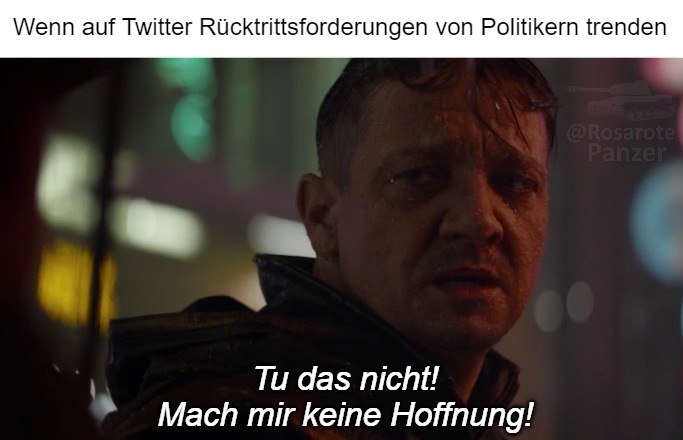 Wenn auf Twitter Rücktrittsforderungen von Politikern trenden
@Rosarote
Panzer
Tu das nicht!
Mach mir keine Hoffnung!